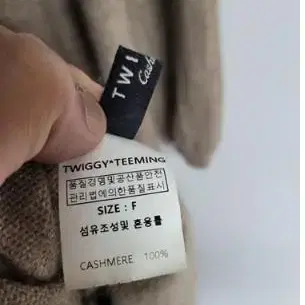 TWI
Cash
TWIGGY*TEEMING
품질경영및공산품안전
관리법에의한품질표시
SIZE : F
섬유조성및 혼용률
CASHMERE 100%